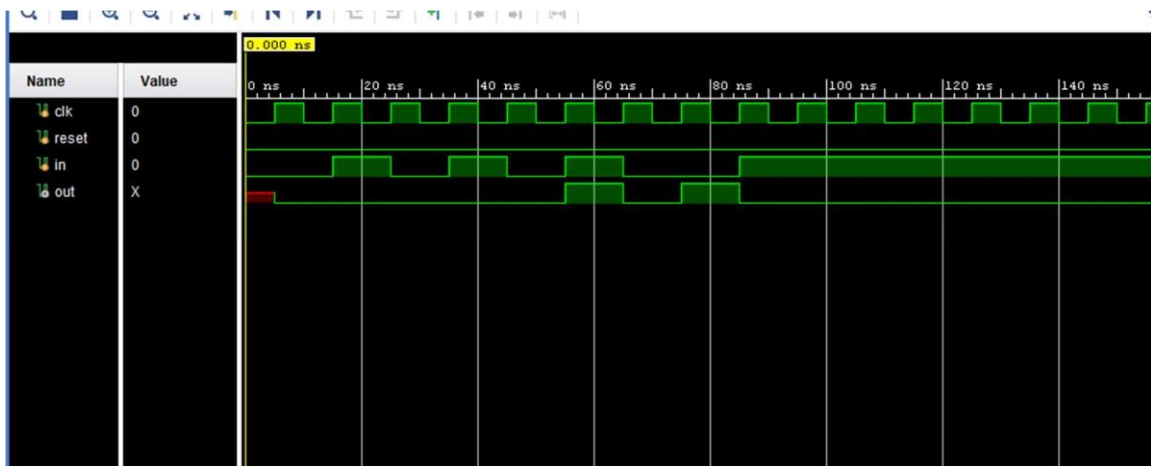 0.000 ns
Name Value
0 ns 20 ns 40 ns 60 ns 80 ns 100 ns 120 ns 140 ns
clk 0
reset 0
in 0
out X